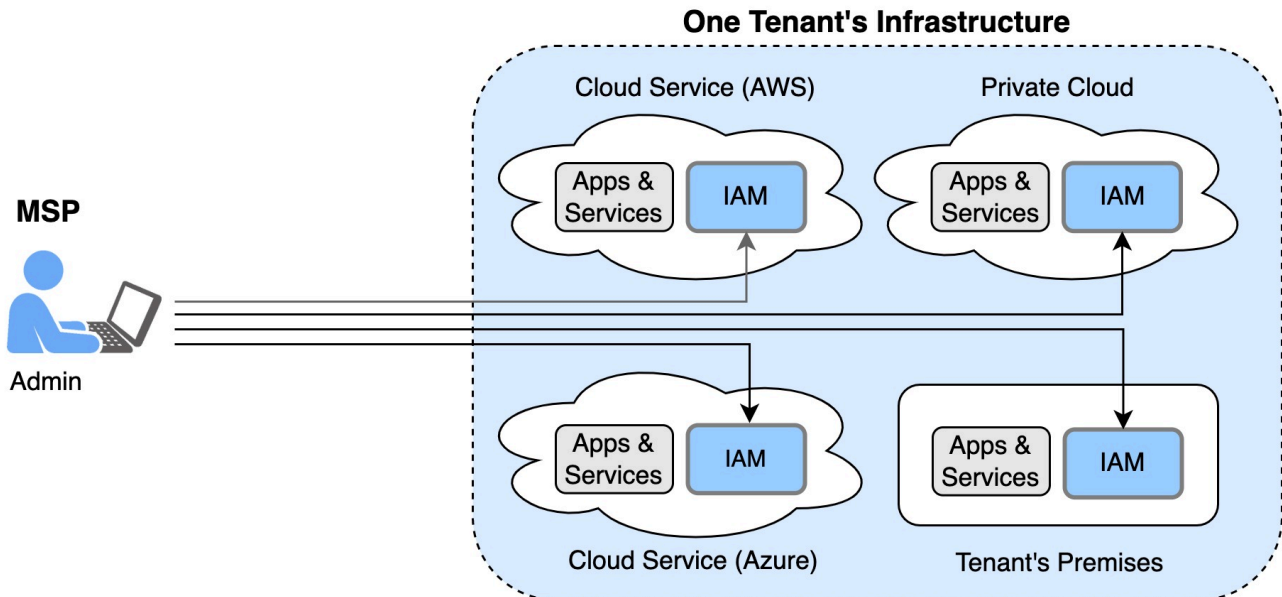 One Tenant's Infrastructure
Cloud Service (AWS)
Private Cloud
Apps &
Services
IAM
Apps &
Services
IAM
MSP
Admin
Apps &
Services
IAM
Apps &
Services
IAM
Cloud Service (Azure)
Tenant's Premises